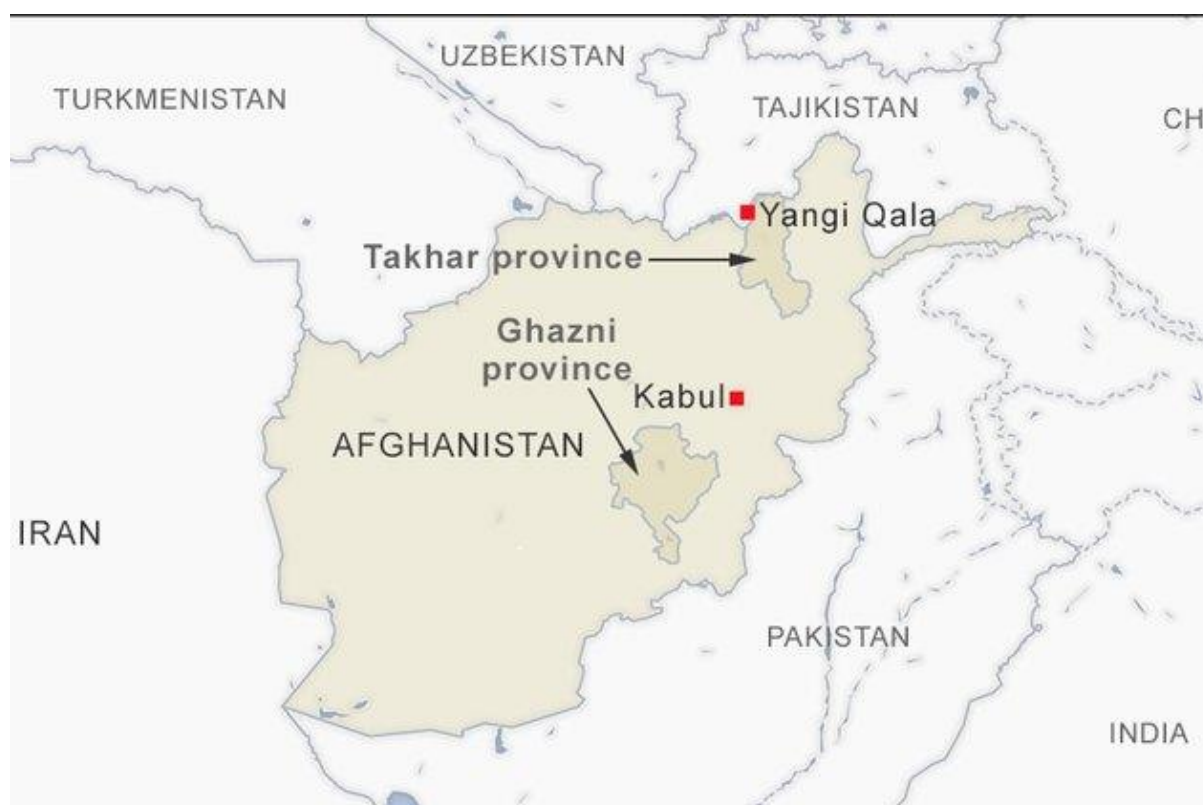 UZBEKISTAN
TURKMENISTAN
TAJIKISTAN
CH
Yangi Qala
Takhar province
Ghazni
province
Kabul
AFGHANISTAN
IRAN
PAKISTAN
INDIA